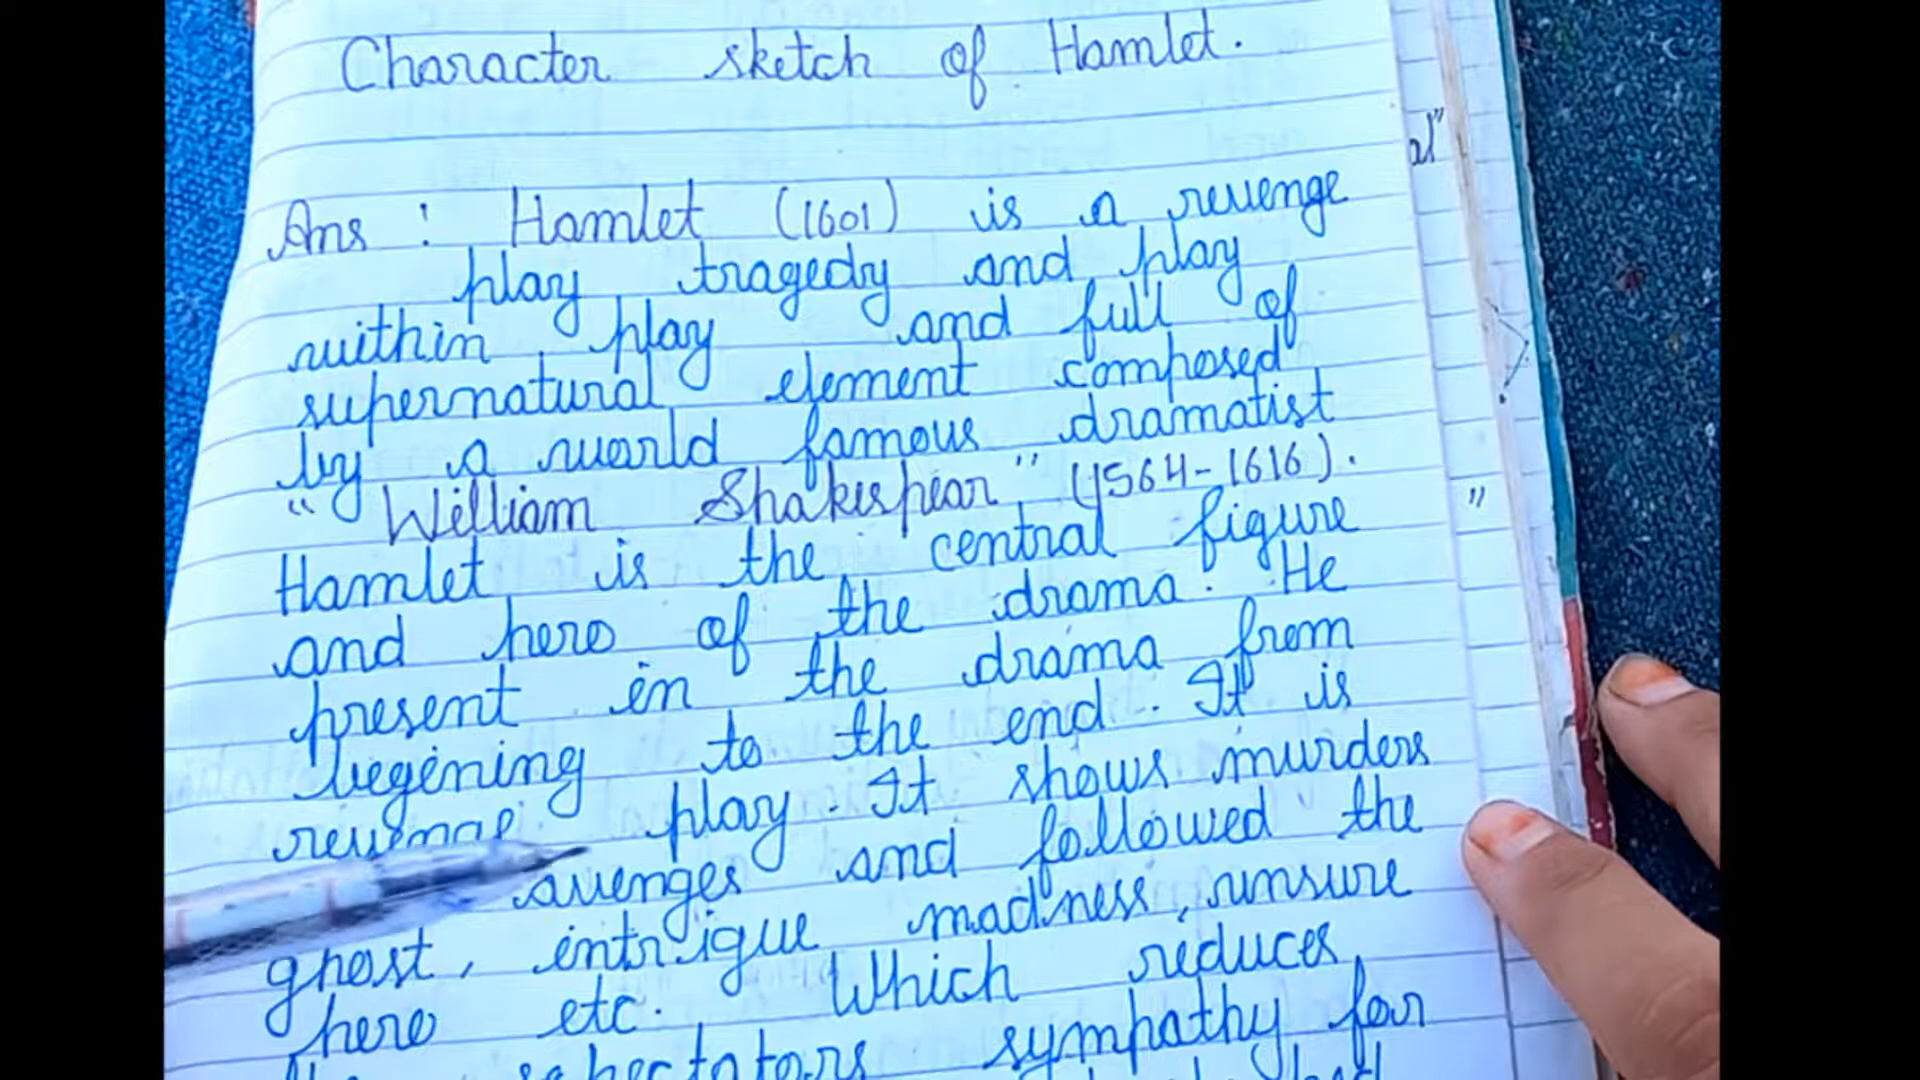 Character sketch of Hamlet.
al"
Ans : Hamlet (1601) is a revenge
play tragedy and play
within play and full of
supernatural element composed
by a world famous dramatist
"William Shakespear" (1564-1616).
"
Hamlet is the central figure
and hero of the drama. He
present in the drama from
begening to the end. It is
revenge play. It shows murders
avenges and followed the
ghost, intrigue madness, unsure
hero etc. Which reduces
spectators sympathy for